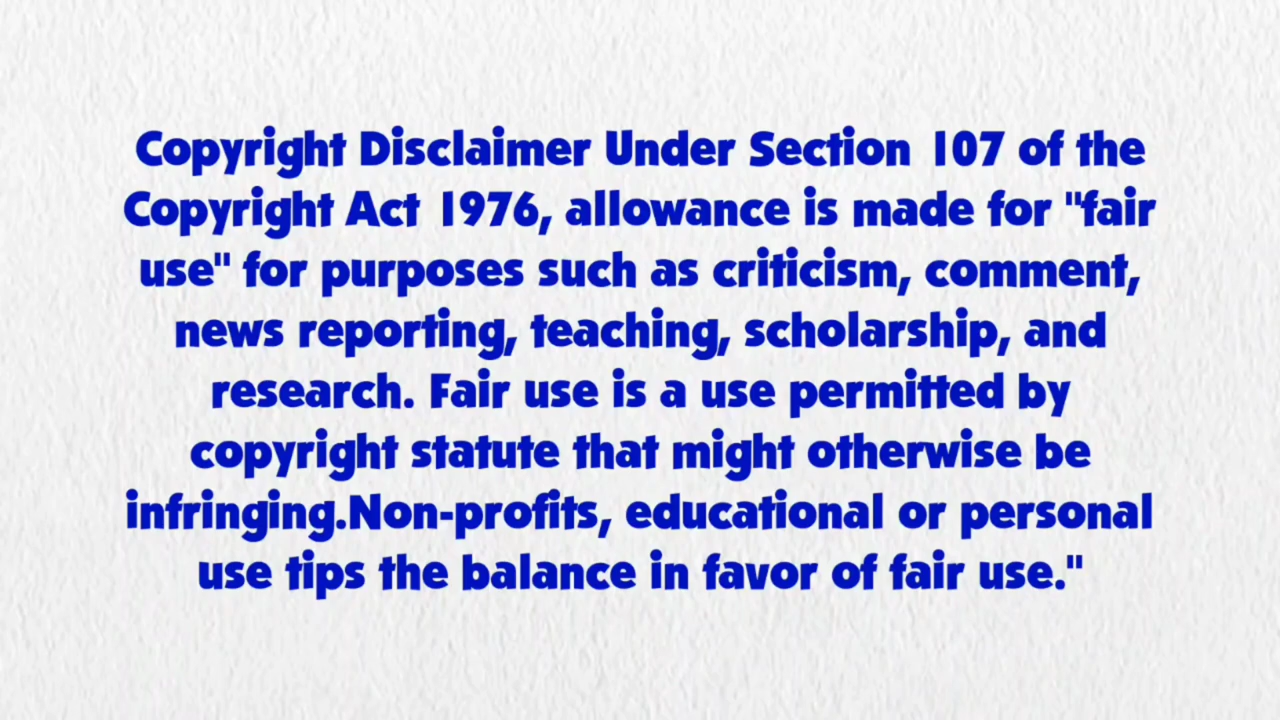 Copyright Disclaimer Under Section 107 of the
Copyright Act 1976, allowance is made for "fair
use" for purposes such as criticism, comment,
news reporting, teaching, scholarship, and
research. Fair use is a use permitted by
copyright statute that might otherwise be
infringing.Non-profits, educational or personal
use tips the balance in favor of fair use."